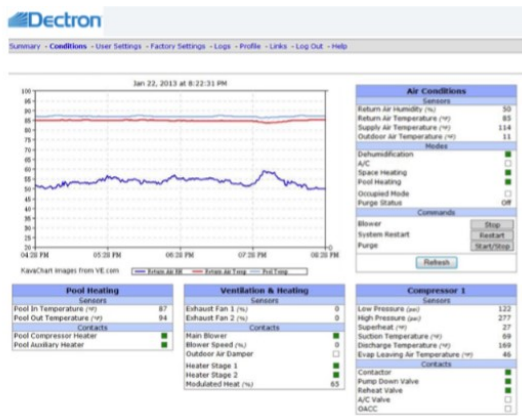 Dectron
Summary - Conditions - User Settings - Factory Settings - Logs - Profile - Links - Log Out - Help
Jan 22, 2013 at 8:22:31 PM
100
95
90
85
80
75
70
65
60
55
50
45
40
35
30
25
20
04:28 PM 05:28 PM 06:28 PM 07:28 PM 08:28 PM
KavaChart images from VE.com
Return Air RH Return Air Temp Pool Temp
Air Conditions
Sensors
Return Air Humidity (%) 50
Return Air Temperature (°F) 85
Supply Air Temperature (°F) 114
Outdoor Air Temperature (°F) 11
Modes
Dehumidification
A/C
Space Heating
Pool Heating
Occupied Mode
Purge Status Off
Commands
Blower Stop
System Restart Restart
Purge Start/Stop
Refresh
Pool Heating
Sensors
Pool In Temperature (°F) 87
Pool Out Temperature (°F) 94
Contacts
Pool Compressor Heater
Pool Auxiliary Heater
Ventilation & Heating
Sensors
Exhaust Fan 1 (%) 0
Exhaust Fan 2 (%) 0
Contacts
Main Blower
Blower Speed (%) 0
Outdoor Air Damper
Heater Stage 1
Heater Stage 2
Modulated Heat (%) 65
Compressor 1
Sensors
Low Pressure (psi) 122
High Pressure (psi) 277
Superheat (°F) 27
Suction Temperature (°F) 69
Discharge Temperature (°F) 169
Evap Leaving Air Temperature (°F) 46
Contacts
Contactor
Pump Down Valve
Reheat Valve
A/C Valve
OACC